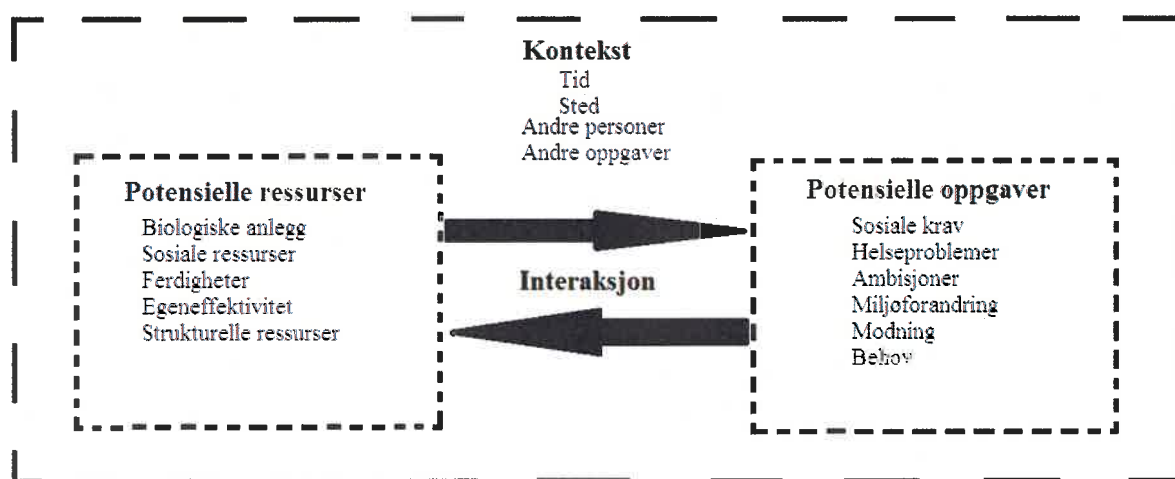 Kontekst
Tid
Sted
Andre personer
Andre oppgaver
Potensielle ressurser
Biologiske anlegg
Sosiale ressurser
Ferdigheter
Egeneffektivitet
Strukturelle ressurser
Interaksjon
Potensielle oppgaver
Sosiale krav
Helseproblemer
Ambisjoner
Miljøforandring
Modning
Behov